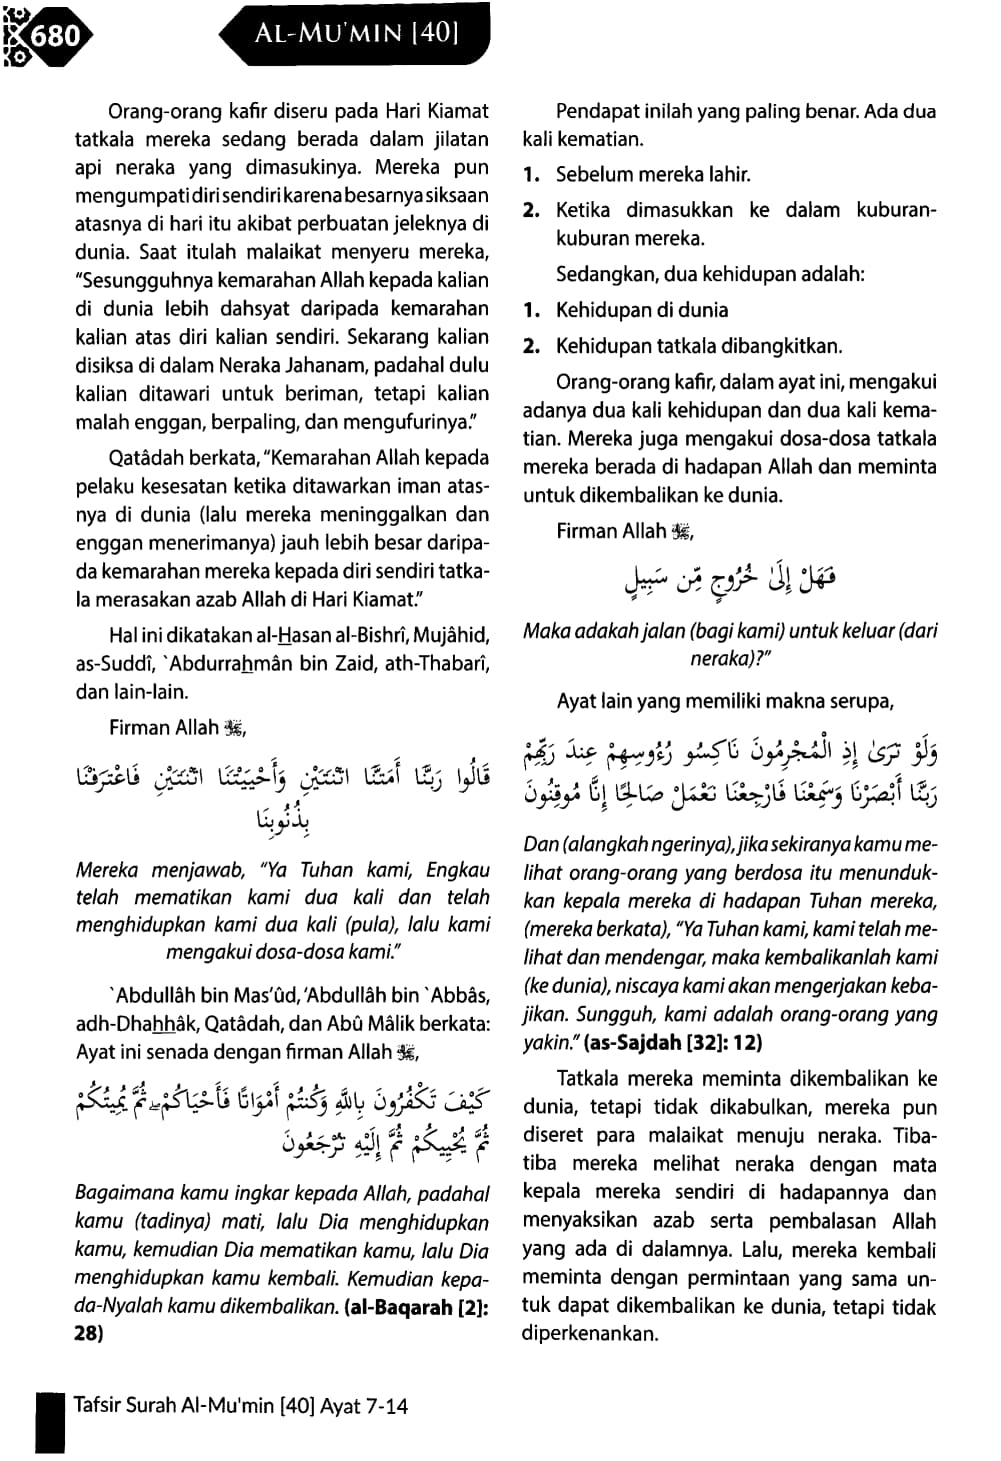 680
AL-MU'MIN [40]
Orang-orang kafir diseru pada Hari Kiamat
tatkala mereka sedang berada dalam jilatan
api neraka yang dimasukinya. Mereka pun
mengumpati diri sendiri karena besarnya siksaan
atasnya di hari itu akibat perbuatan jeleknya di
dunia. Saat itulah malaikat menyeru mereka,
"Sesungguhnya kemarahan Allah kepada kalian
di dunia lebih dahsyat daripada kemarahan
kalian atas diri kalian sendiri. Sekarang kalian
disiksa di dalam Neraka Jahanam, padahal dulu
kalian ditawari untuk beriman, tetapi kalian
malah enggan, berpaling, dan mengufurinya."
Qatâdah berkata, "Kemarahan Allah kepada
pelaku kesesatan ketika ditawarkan iman atas-
nya di dunia (lalu mereka meninggalkan dan
enggan menerimanya) jauh lebih besar daripa-
da kemarahan mereka kepada diri sendiri tatka-
la merasakan azab Allah di Hari Kiamat."
Hal ini dikatakan al-Hasan al-Bishrî, Mujâhid,
as-Suddî, `Abdurrahmân bin Zaid, ath-Thabarî,
dan lain-lain.
Firman Allah ﷻ,
قَالُوا رَبَّنَا أَمَتَّنَا اثْنَتَيْنِ وَأَحْيَيْتَنَا اثْنَتَيْنِ فَاعْتَرَفْنَا
بِذُنُوبِنَا
Mereka menjawab, "Ya Tuhan kami, Engkau
telah mematikan kami dua kali dan telah
menghidupkan kami dua kali (pula), lalu kami
mengakui dosa-dosa kami."
`Abdullâh bin Mas'ûd, 'Abdullâh bin `Abbâs,
adh-Dhahhâk, Qatâdah, dan Abû Mâlik berkata:
Ayat ini senada dengan firman Allah ﷻ,
كَيْفَ تَكْفُرُونَ بِاللَّهِ وَكُنتُمْ أَمْوَاتًا فَأَحْيَاكُمْ ۖ ثُمَّ يُمِيتُكُمْ
ثُمَّ يُحْيِيكُمْ ثُمَّ إِلَيْهِ تُرْجَعُونَ
Bagaimana kamu ingkar kepada Allah, padahal
kamu (tadinya) mati, lalu Dia menghidupkan
kamu, kemudian Dia mematikan kamu, lalu Dia
menghidupkan kamu kembali. Kemudian kepa-
da-Nyalah kamu dikembalikan. (al-Baqarah [2]:
28)
Pendapat inilah yang paling benar. Ada dua
kali kematian.
1. Sebelum mereka lahir.
2. Ketika dimasukkan ke dalam kuburan-
kuburan mereka.
Sedangkan, dua kehidupan adalah:
1. Kehidupan di dunia
2. Kehidupan tatkala dibangkitkan.
Orang-orang kafir, dalam ayat ini, mengakui
adanya dua kali kehidupan dan dua kali kema-
tian. Mereka juga mengakui dosa-dosa tatkala
mereka berada di hadapan Allah dan meminta
untuk dikembalikan ke dunia.
Firman Allah ﷻ,
فَهَلْ إِلَىٰ خُرُوجٍ مِّن سَبِيلٍ
Maka adakah jalan (bagi kami) untuk keluar (dari
neraka)?"
Ayat lain yang memiliki makna serupa,
وَلَوْ تَرَىٰ إِذِ الْمُجْرِمُونَ نَاكِسُو رُءُوسِهِمْ عِندَ رَبِّهِمْ
رَبَّنَا أَبْصَرْنَا وَسَمِعْنَا فَارْجِعْنَا نَعْمَلْ صَالِحًا إِنَّا مُوقِنُونَ
Dan (alangkah ngerinya), jika sekiranya kamu me-
lihat orang-orang yang berdosa itu menunduk-
kan kepala mereka di hadapan Tuhan mereka,
(mereka berkata), "Ya Tuhan kami, kami telah me-
lihat dan mendengar, maka kembalikanlah kami
(ke dunia), niscaya kami akan mengerjakan keba-
jikan. Sungguh, kami adalah orang-orang yang
yakin." (as-Sajdah [32]: 12)
Tatkala mereka meminta dikembalikan ke
dunia, tetapi tidak dikabulkan, mereka pun
diseret para malaikat menuju neraka. Tiba-
tiba mereka melihat neraka dengan mata
kepala mereka sendiri di hadapannya dan
menyaksikan azab serta pembalasan Allah
yang ada di dalamnya. Lalu, mereka kembali
meminta dengan permintaan yang sama un-
tuk dapat dikembalikan ke dunia, tetapi tidak
diperkenankan.
Tafsir Surah Al-Mu'min [40] Ayat 7-14